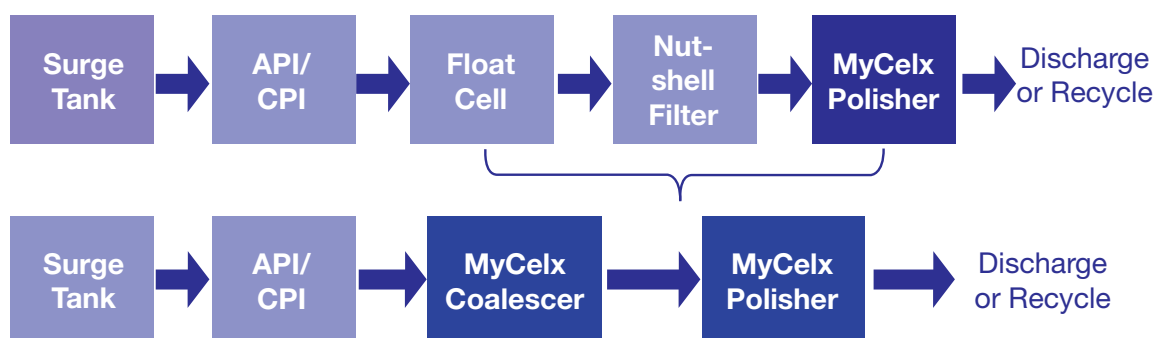 Surge
Tank
API/
CPI
Float
Cell
Nut-
shell
Filter
MyCelx
Polisher
Discharge
or Recycle
Surge
Tank
API/
CPI
MyCelx
Coalescer
MyCelx
Polisher
Discharge
or Recycle